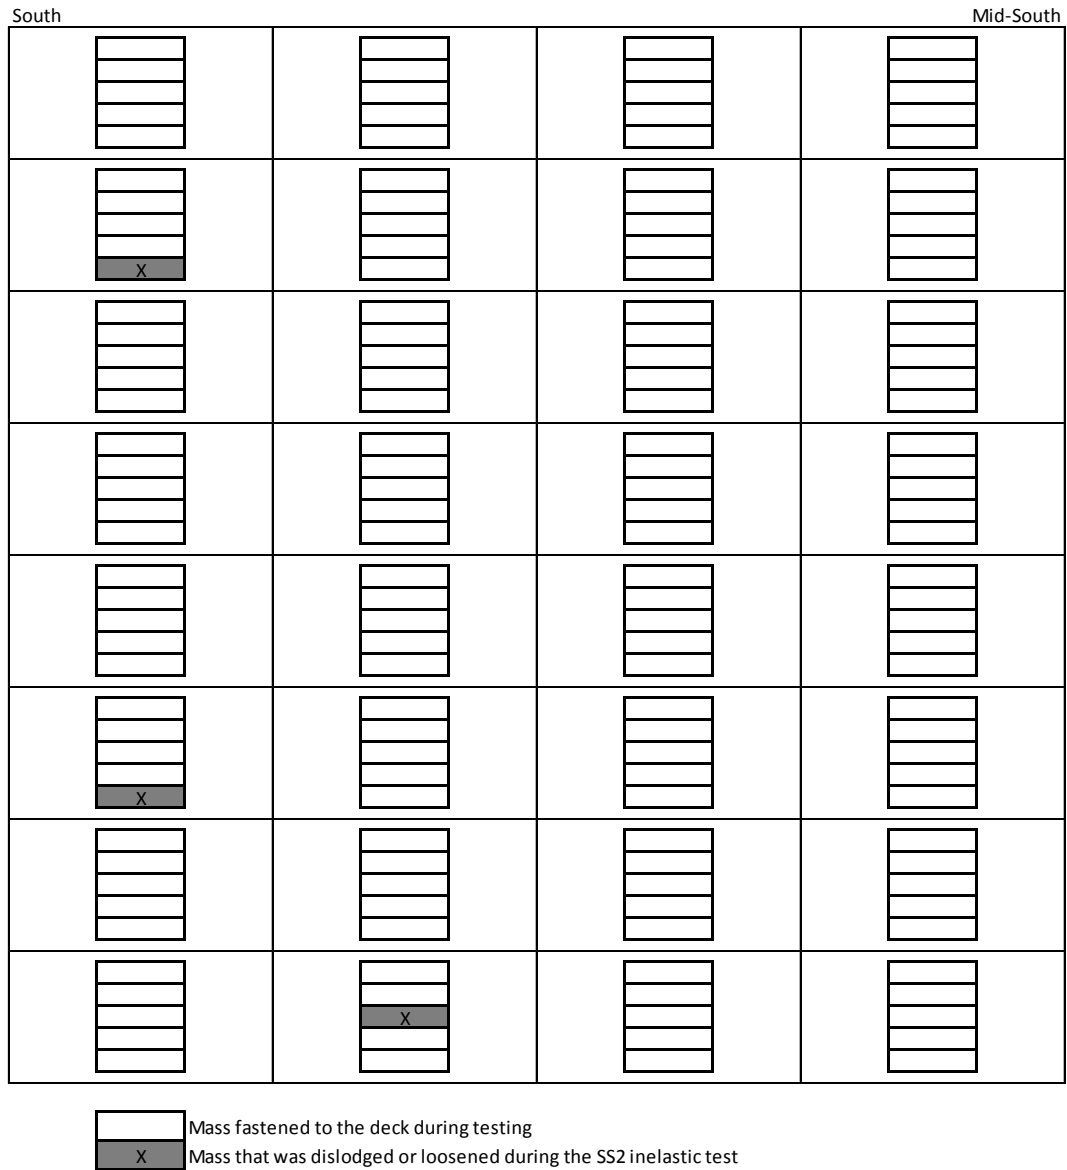 South Mid-South
X
X
X
Mass fastened to the deck during testing
X Mass that was dislodged or loosened during the SS2 inelastic test